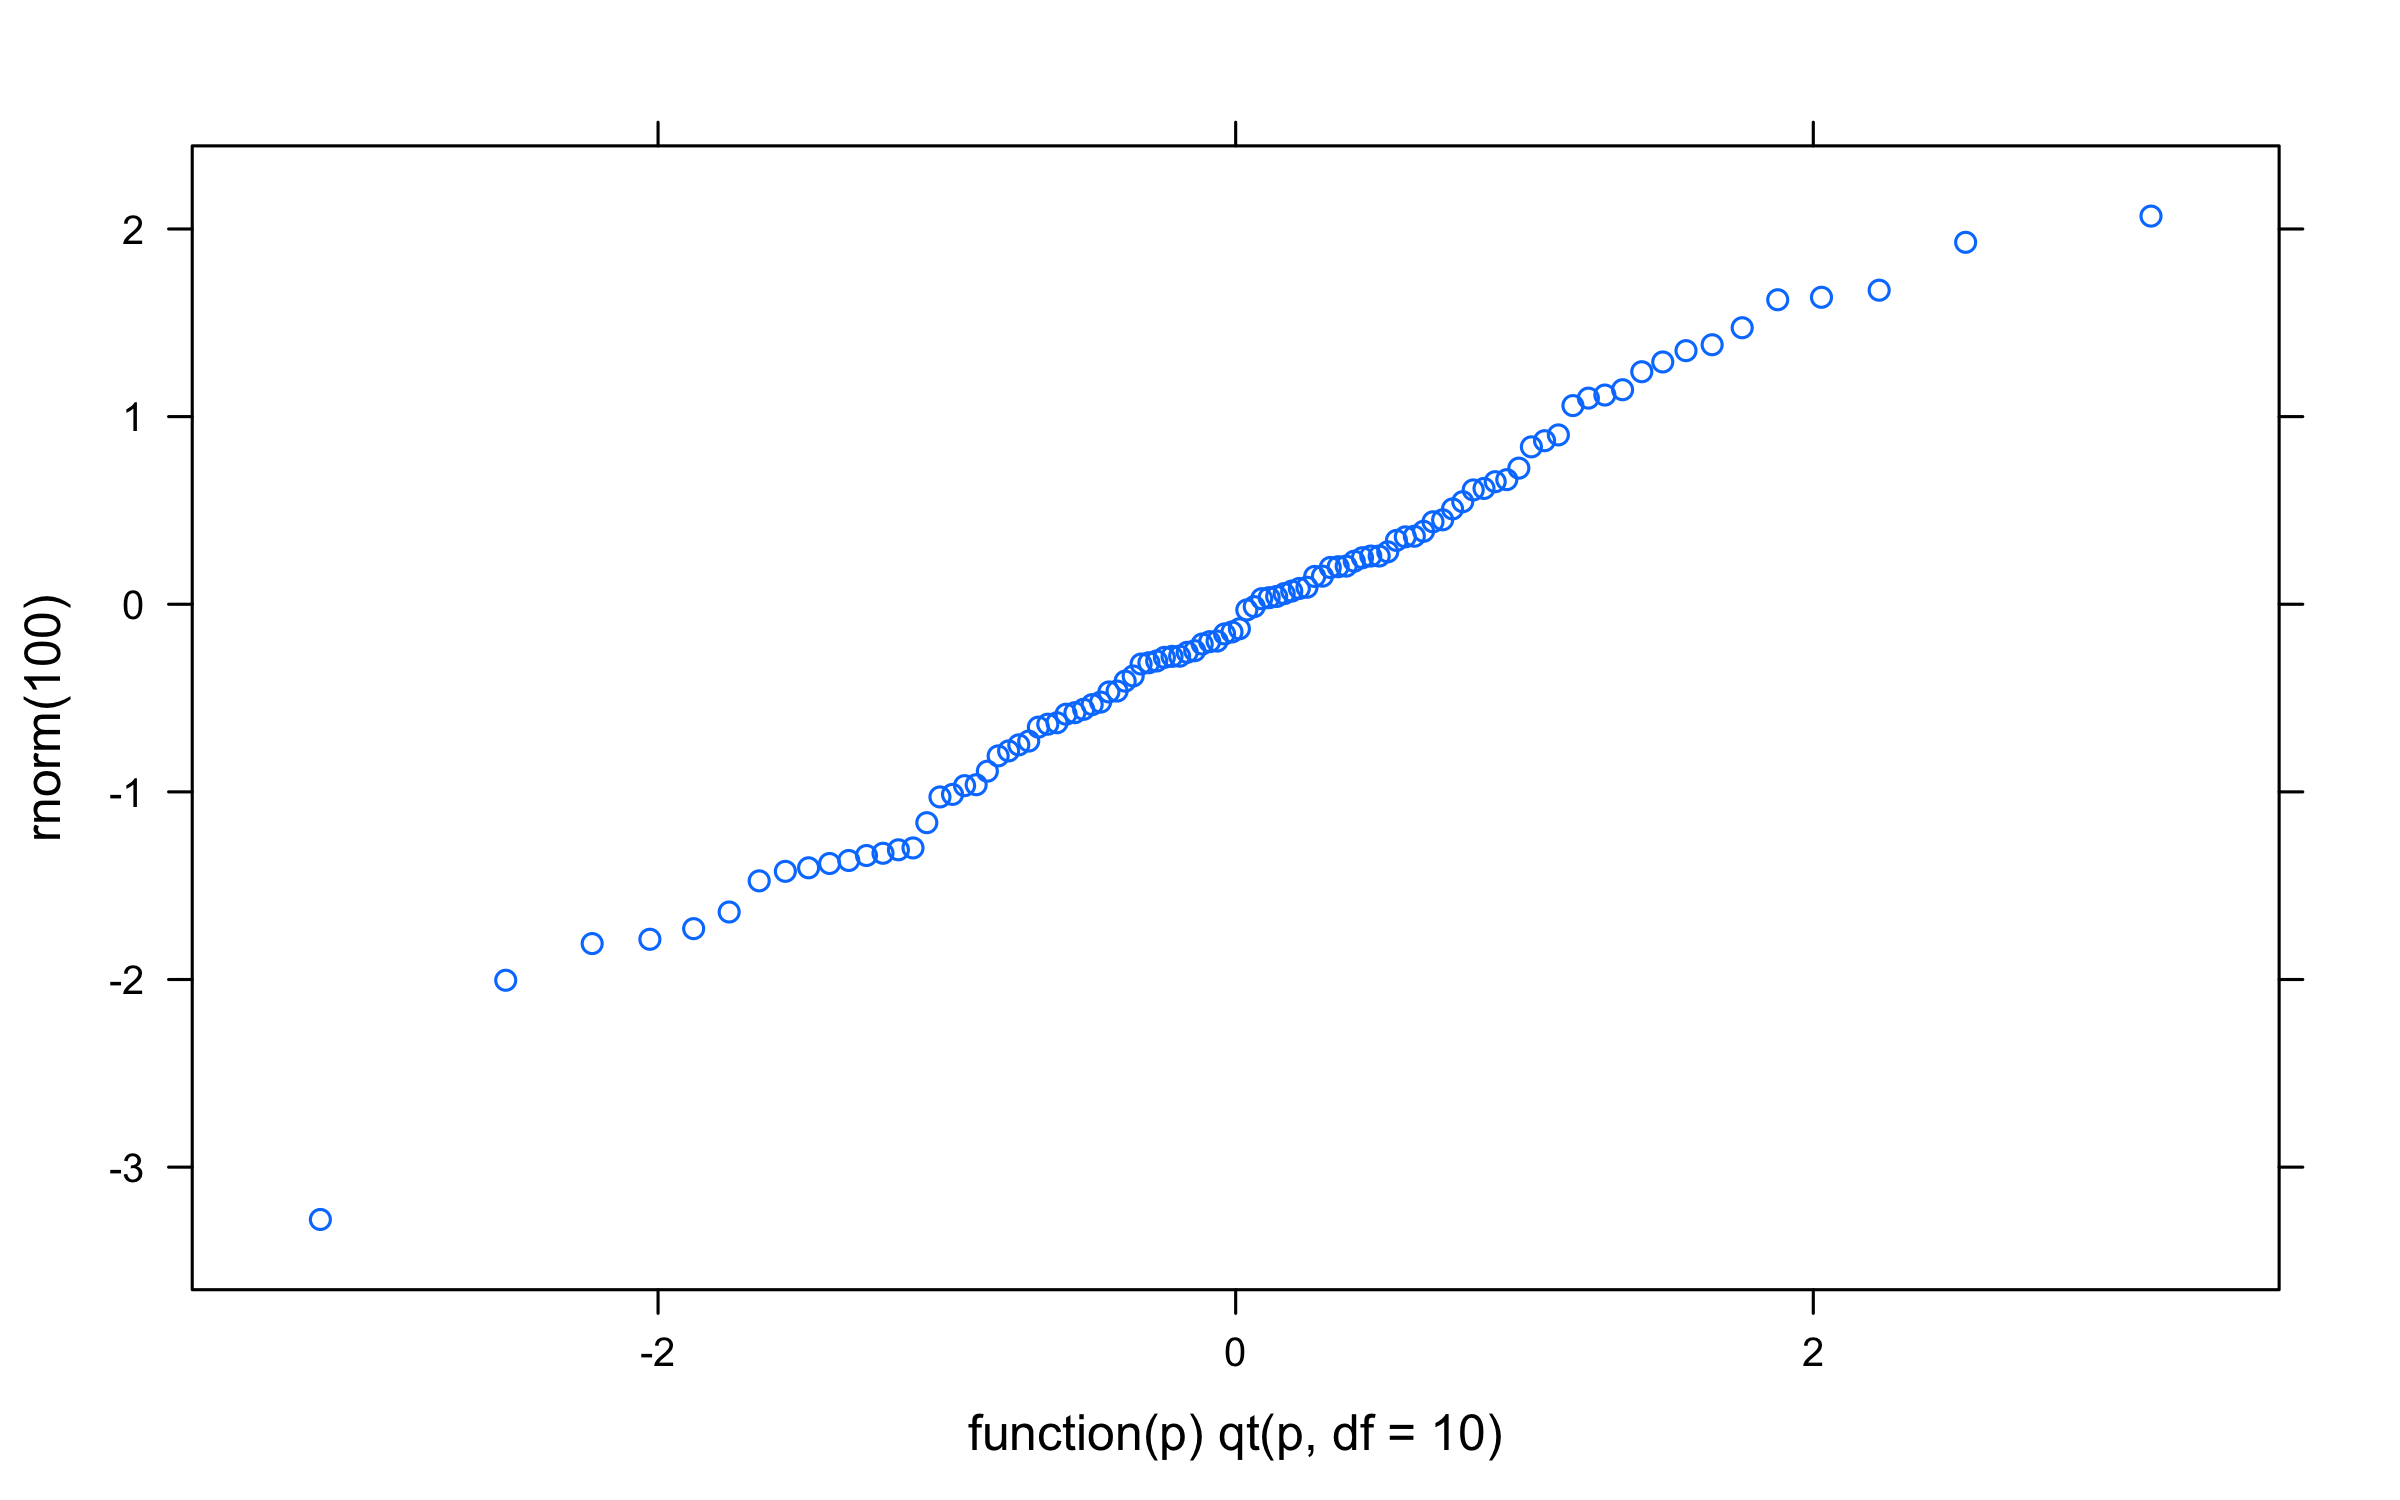 2
1
0
-1
-2
-3
rnorm(100)
-2 0 2
function(p) qt(p, df = 10)